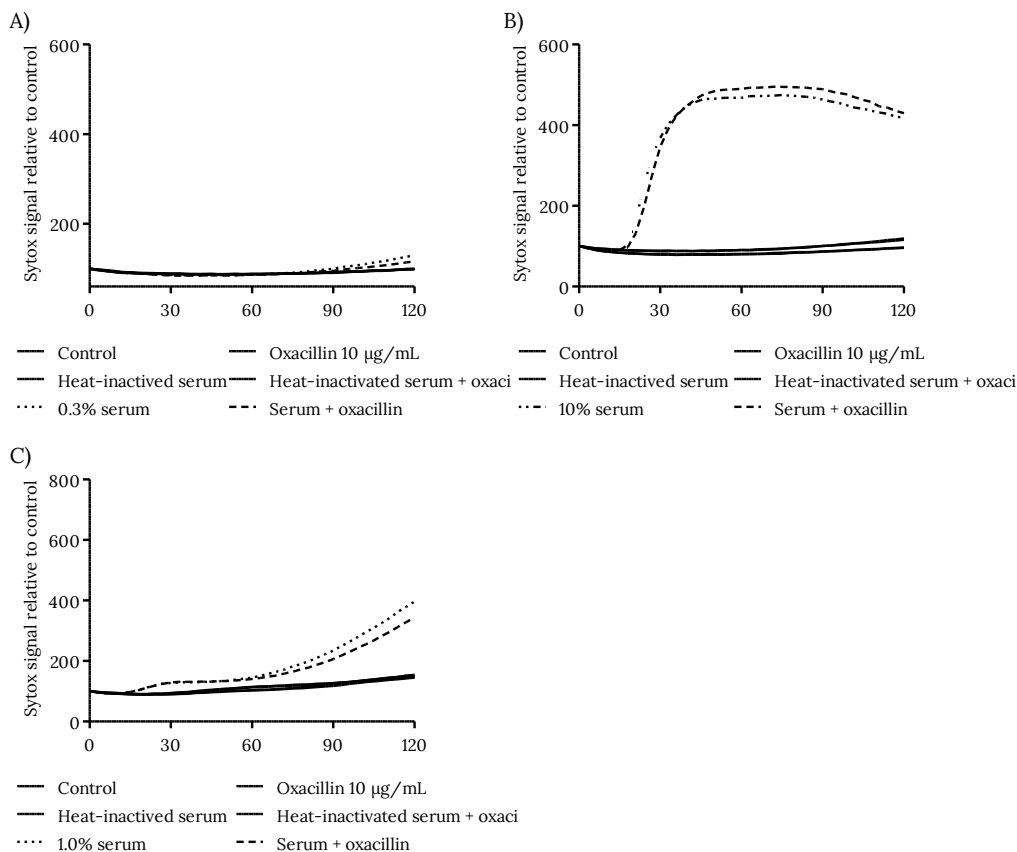 A)
Sytox signal relative to control
600
400
200
0 30 60 90 120
Control Oxacillin 10 µg/mL
Heat-inactived serum Heat-inactivated serum + oxaci
0.3% serum Serum + oxacillin
B)
Sytox signal relative to control
600
400
200
0
0 30 60 90 120
Control Oxacillin 10 µg/mL
Heat-inactived serum Heat-inactivated serum + oxaci
10% serum Serum + oxacillin
C)
Sytox signal relative to control
800
600
400
200
0
0 30 60 90 120
Control Oxacillin 10 µg/mL
Heat-inactived serum Heat-inactivated serum + oxaci
1.0% serum Serum + oxacillin